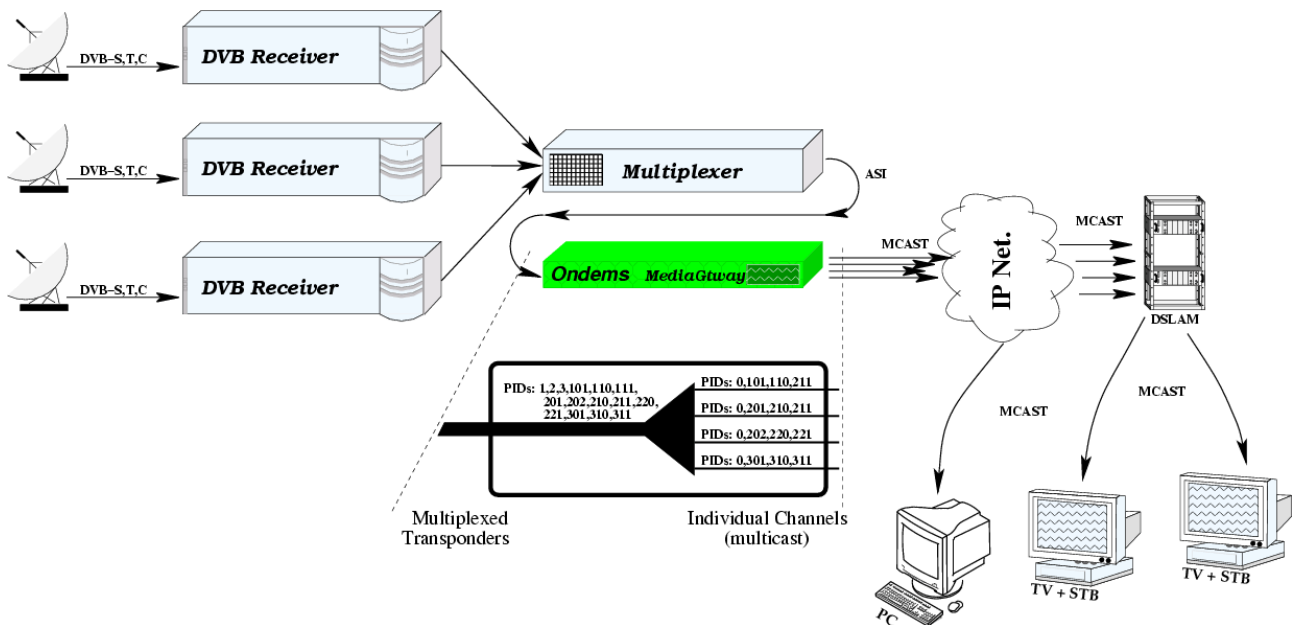 DVB-S,T,C
DVB Receiver
DVB-S,T,C
DVB Receiver
DVB-S,T,C
DVB Receiver
Multiplexer
ASI
Ondems MediaGtway
MCAST
IP Net.
MCAST
DSLAM
MCAST
MCAST
PIDs: 1,2,3,101,110,111,
201,202,210,211,220,
221,301,310,311
PIDs: 0,101,110,211
PIDs: 0,201,210,211
PIDs: 0,202,220,221
PIDs: 0,301,310,311
Multiplexed
Transponders
Individual Channels
(multicast)
PC
TV + STB
TV + STB